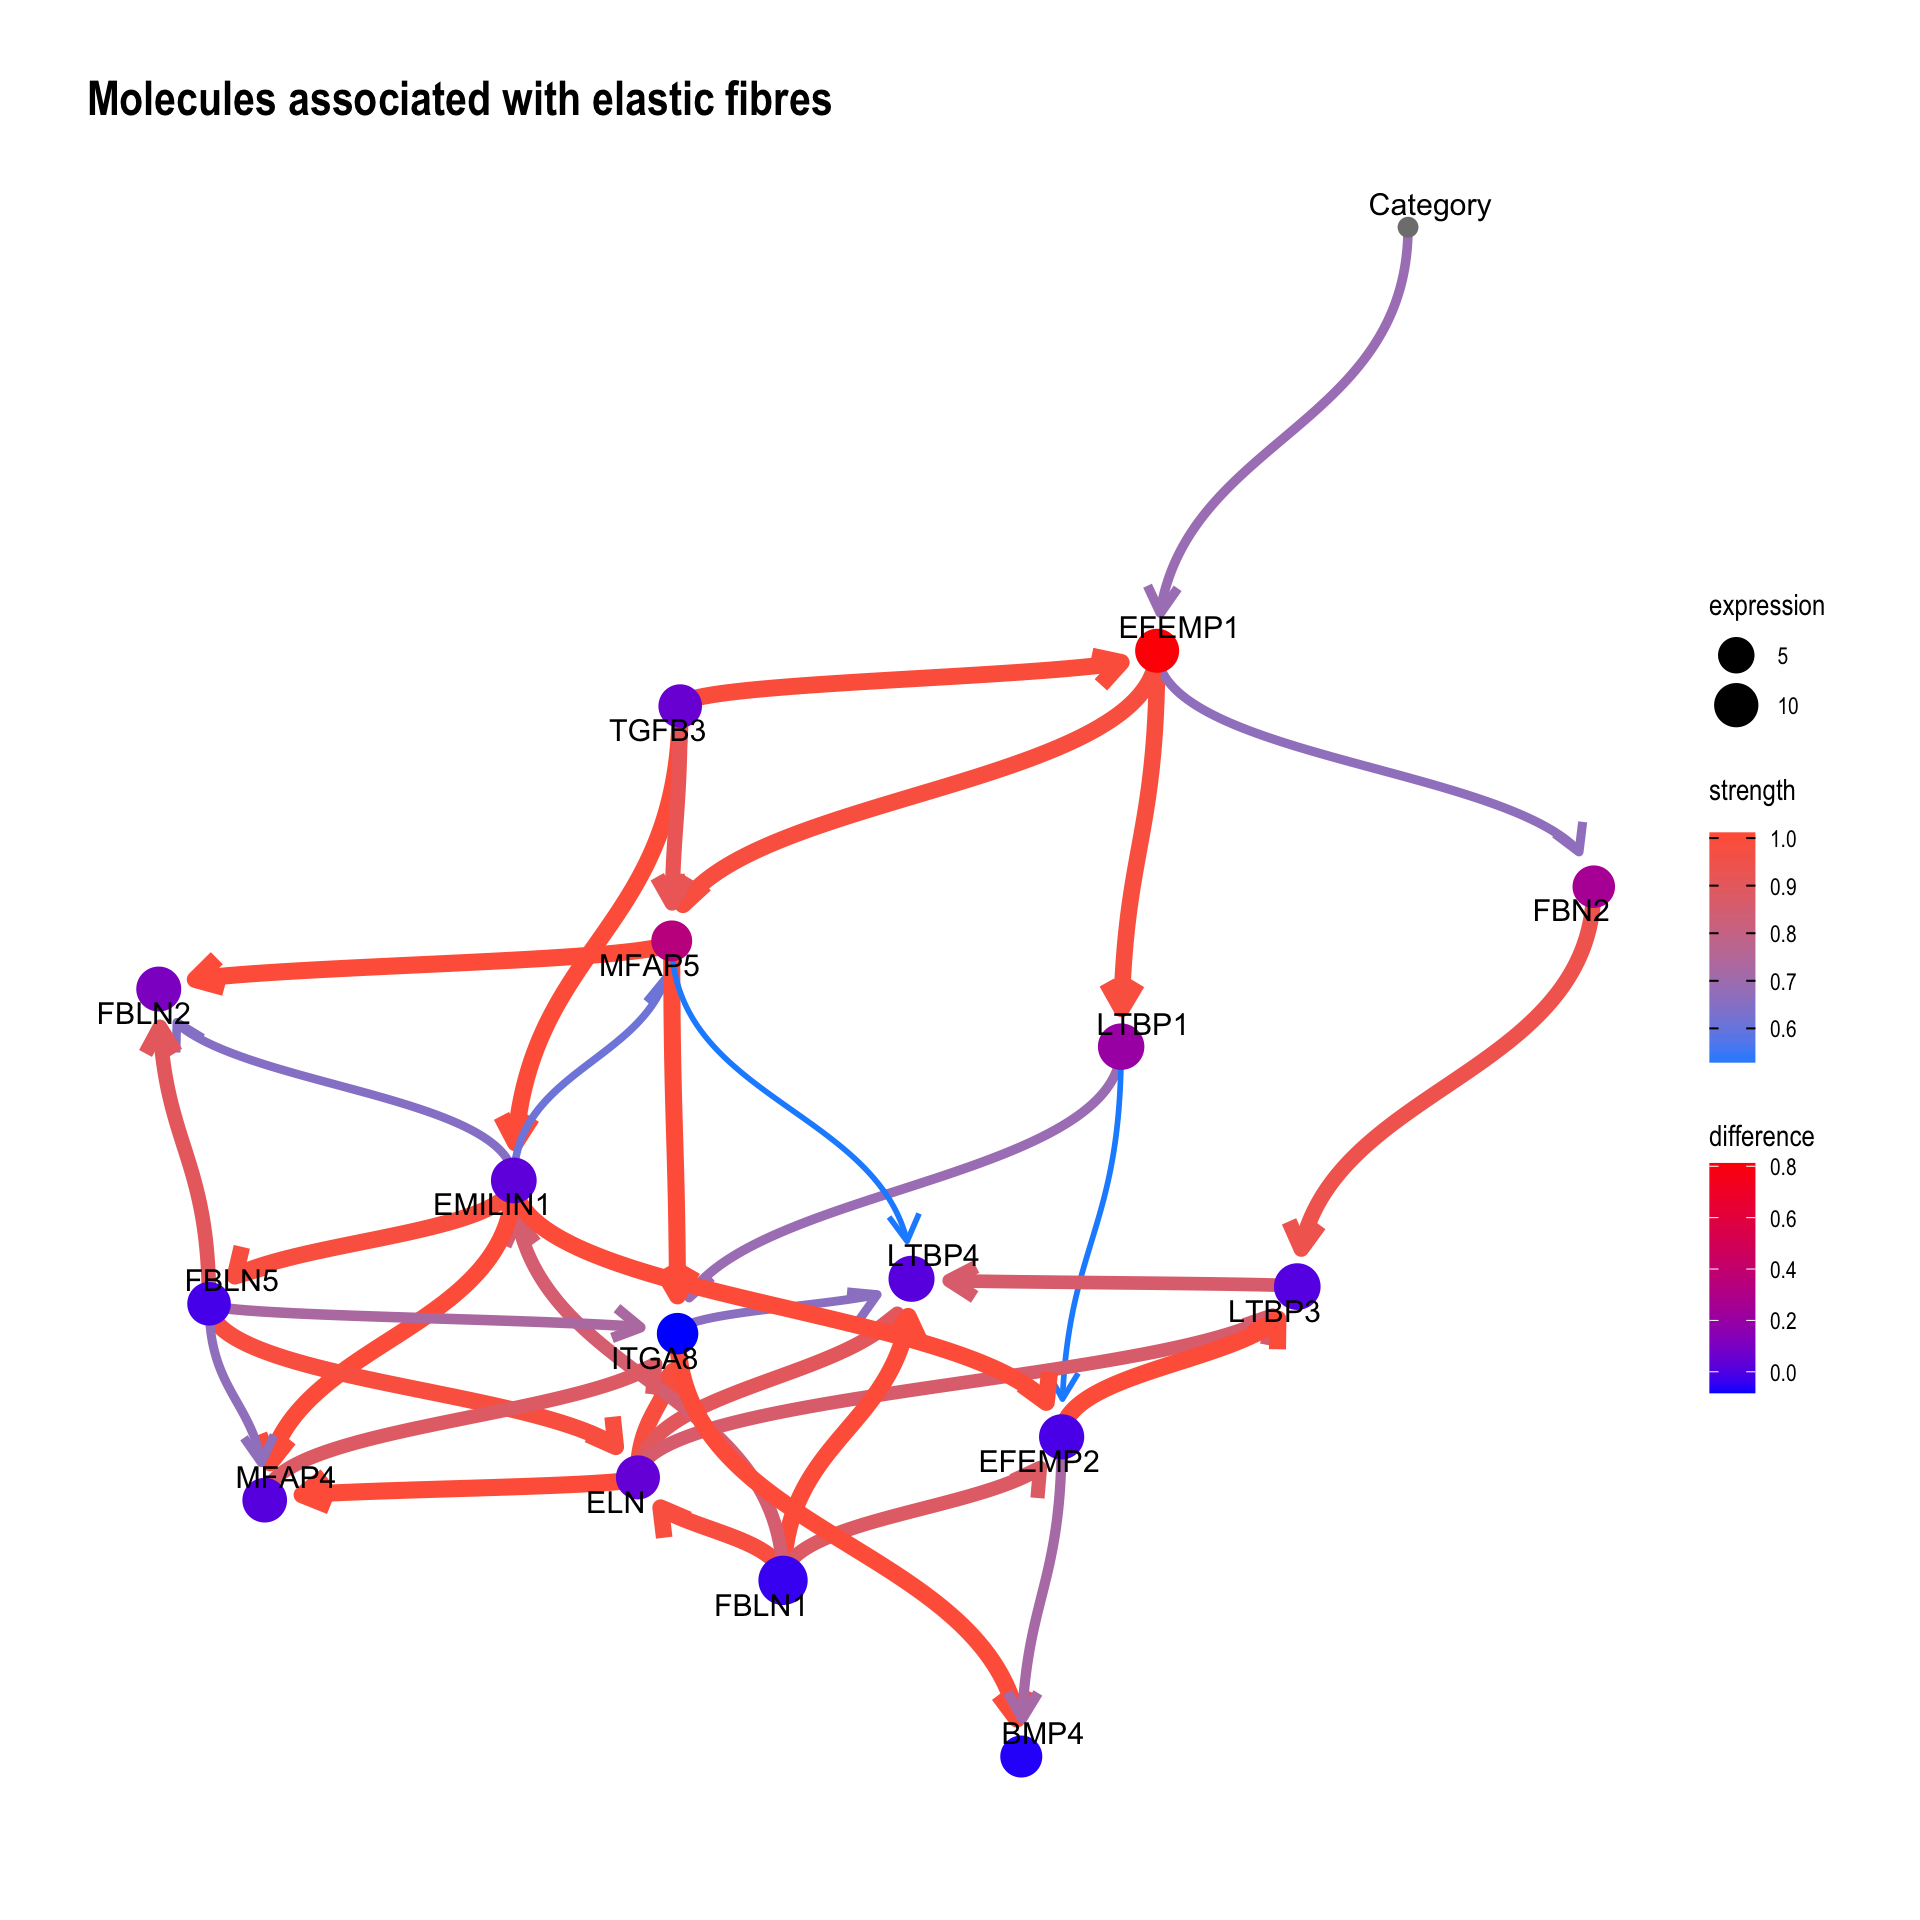 Molecules associated with elastic fibres
Category
EFEMP1
TGFB3
FBN2
MFAP5
FBLN2
LTBP1
EMILIN1
LTBP4
FBLN5
LTBP3
ITGA8
EFEMP2
MFAP4
ELN
FBLN1
BMP4
expression
5
10
strength
1.0
0.9
0.8
0.7
0.6
difference
0.8
0.6
0.4
0.2
0.0